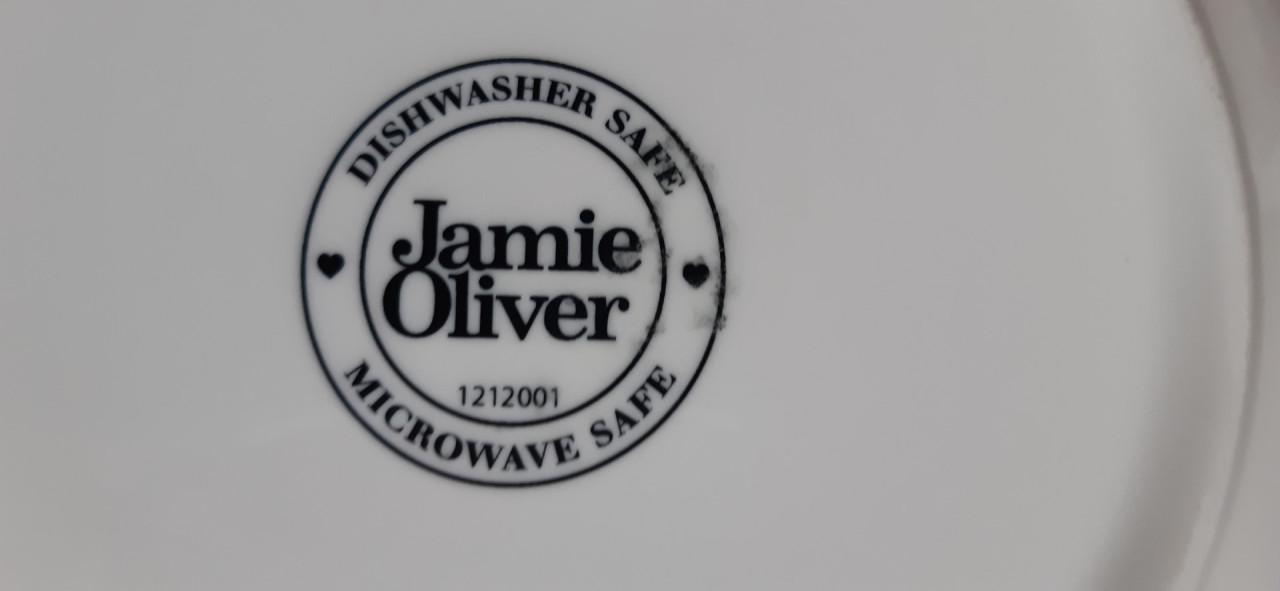 DISHWASHER SAFE
Jamie
Oliver
1212001
MICROWAVE SAFE